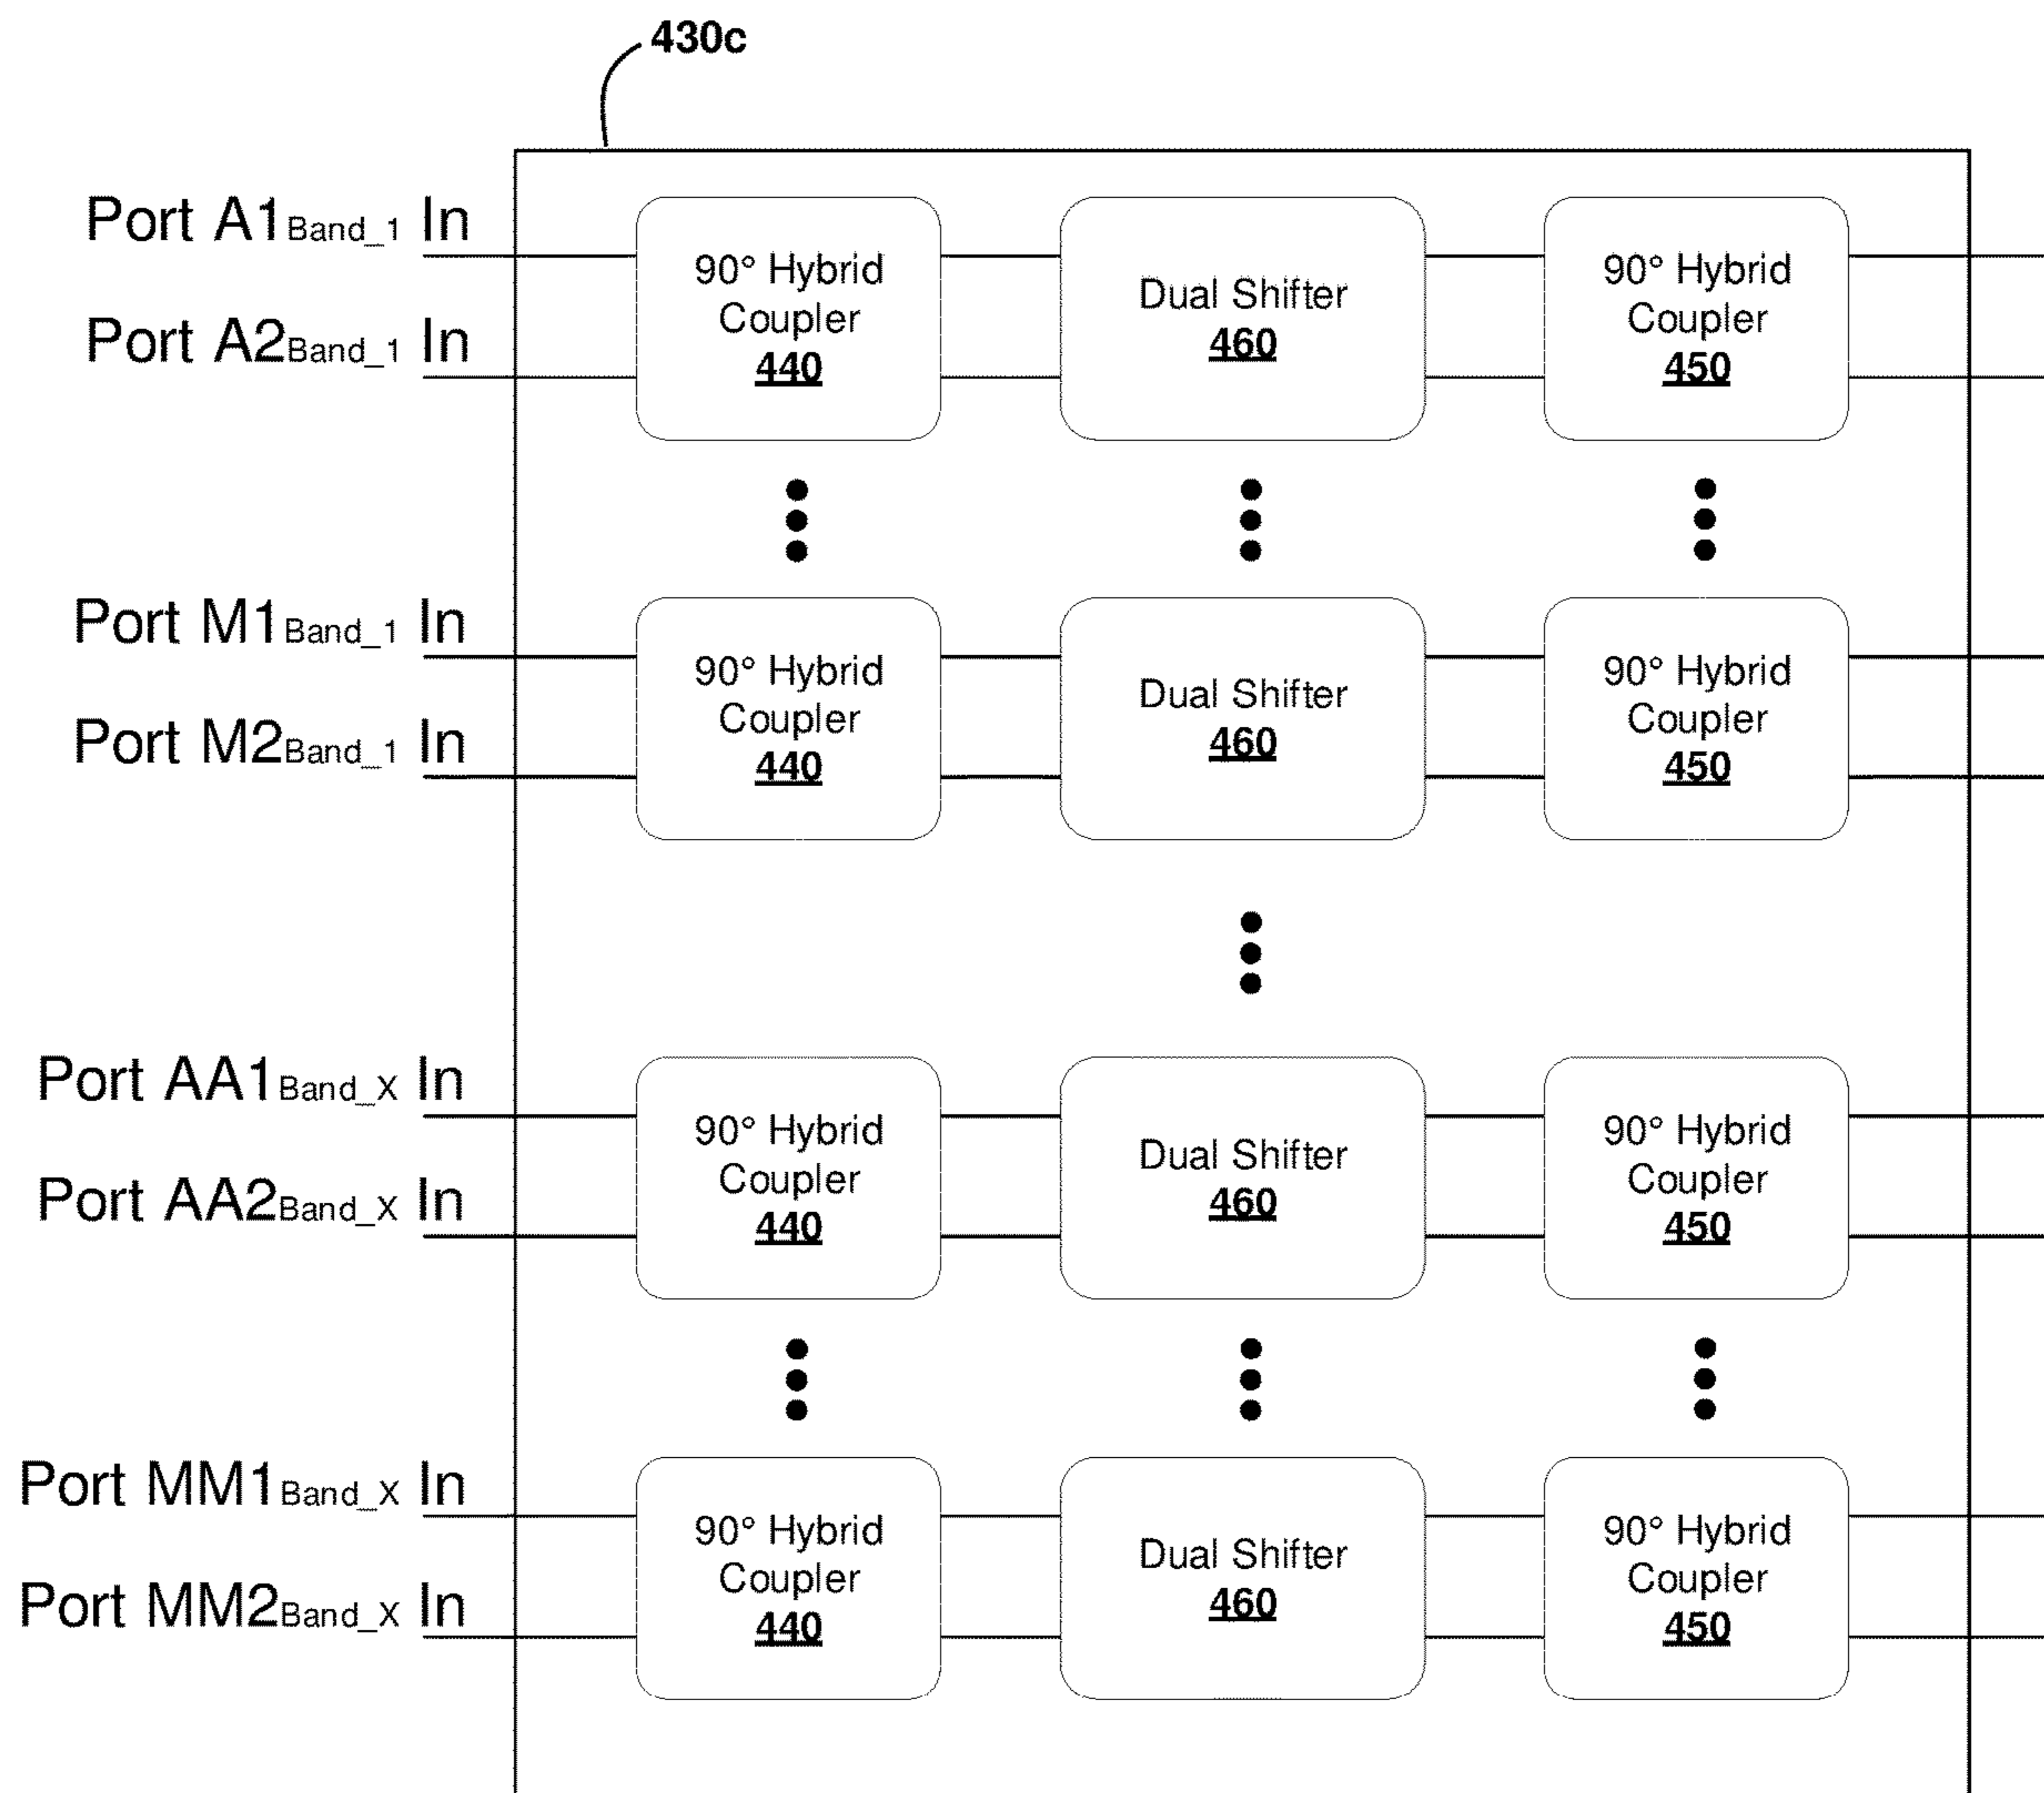 430c
Port A1Band_1 In
Port A2Band_1 In
90° Hybrid
Coupler
440
Dual Shifter
460
90° Hybrid
Coupler
450
Port M1Band_1 In
Port M2Band_1 In
90° Hybrid
Coupler
440
Dual Shifter
460
90° Hybrid
Coupler
450
Port AA1Band_X In
Port AA2Band_X In
90° Hybrid
Coupler
440
Dual Shifter
460
90° Hybrid
Coupler
450
Port MM1Band_X In
Port MM2Band_X In
90° Hybrid
Coupler
440
Dual Shifter
460
90° Hybrid
Coupler
450